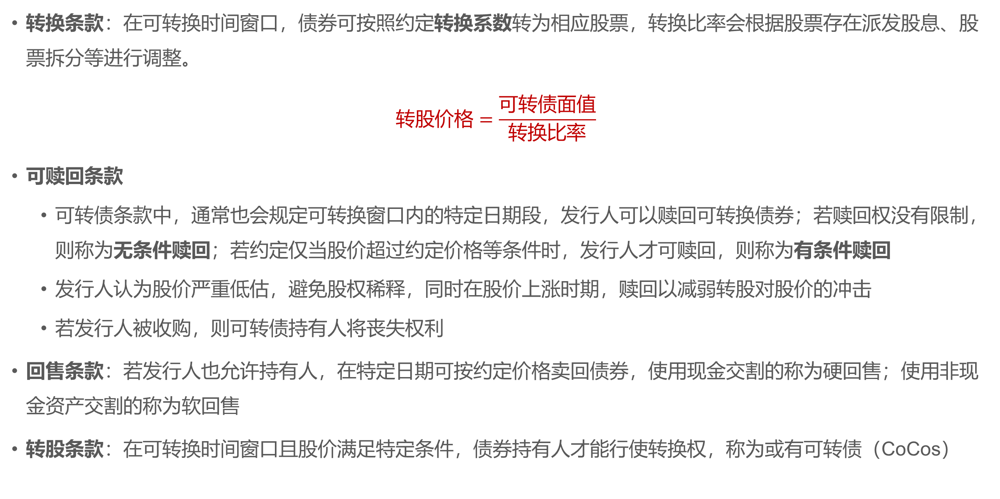 • 转换条款：在可转换时间窗口，债券可按照约定转换系数转为相应股票，转换比率会根据股票存在派发股息、股
票拆分等进行调整。
转股价格 = 可转债面值 / 转换比率
• 可赎回条款
• 可转债条款中，通常也会规定可转换窗口内的特定日期段，发行人可以赎回可转换债券；若赎回权没有限制，
则称为无条件赎回；若约定仅当股价超过约定价格等条件时，发行人才可赎回，则称为有条件赎回
• 发行人认为股价严重低估，避免股权稀释，同时在股价上涨时期，赎回以减弱转股对股价的冲击
• 若发行人被收购，则可转债持有人将丧失权利
• 回售条款：若发行人也允许持有人，在特定日期可按约定价格卖回债券，使用现金交割的称为硬回售；使用非现
金资产交割的称为软回售
• 转股条款：在可转换时间窗口且股价满足特定条件，债券持有人才能行使转换权，称为或有可转债（CoCos）